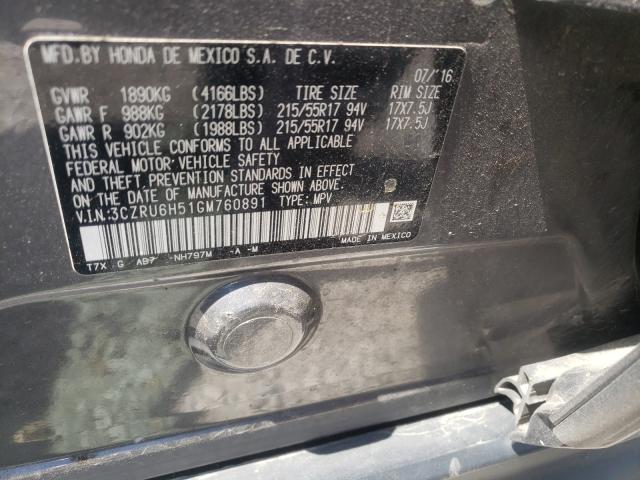 MFD.BY HONDA DE MEXICO S.A. DE C.V.
07/'16
GVWR 1890KG (4166LBS) TIRE SIZE RIM SIZE
GAWR F 988KG (2178LBS) 215/55R17 94V 17X7.5J
GAWR R 902KG (1988LBS) 215/55R17 94V 17X7.5J
THIS VEHICLE CONFORMS TO ALL APPLICABLE
FEDERAL MOTOR VEHICLE SAFETY
AND THEFT PREVENTION STANDARDS IN EFFECT
ON THE DATE OF MANUFACTURE SHOWN ABOVE.
V.I.N:3CZRU6H51GM760891 TYPE: MPV
MADE IN MEXICO
T7X G AB7 -NH797M -A -M